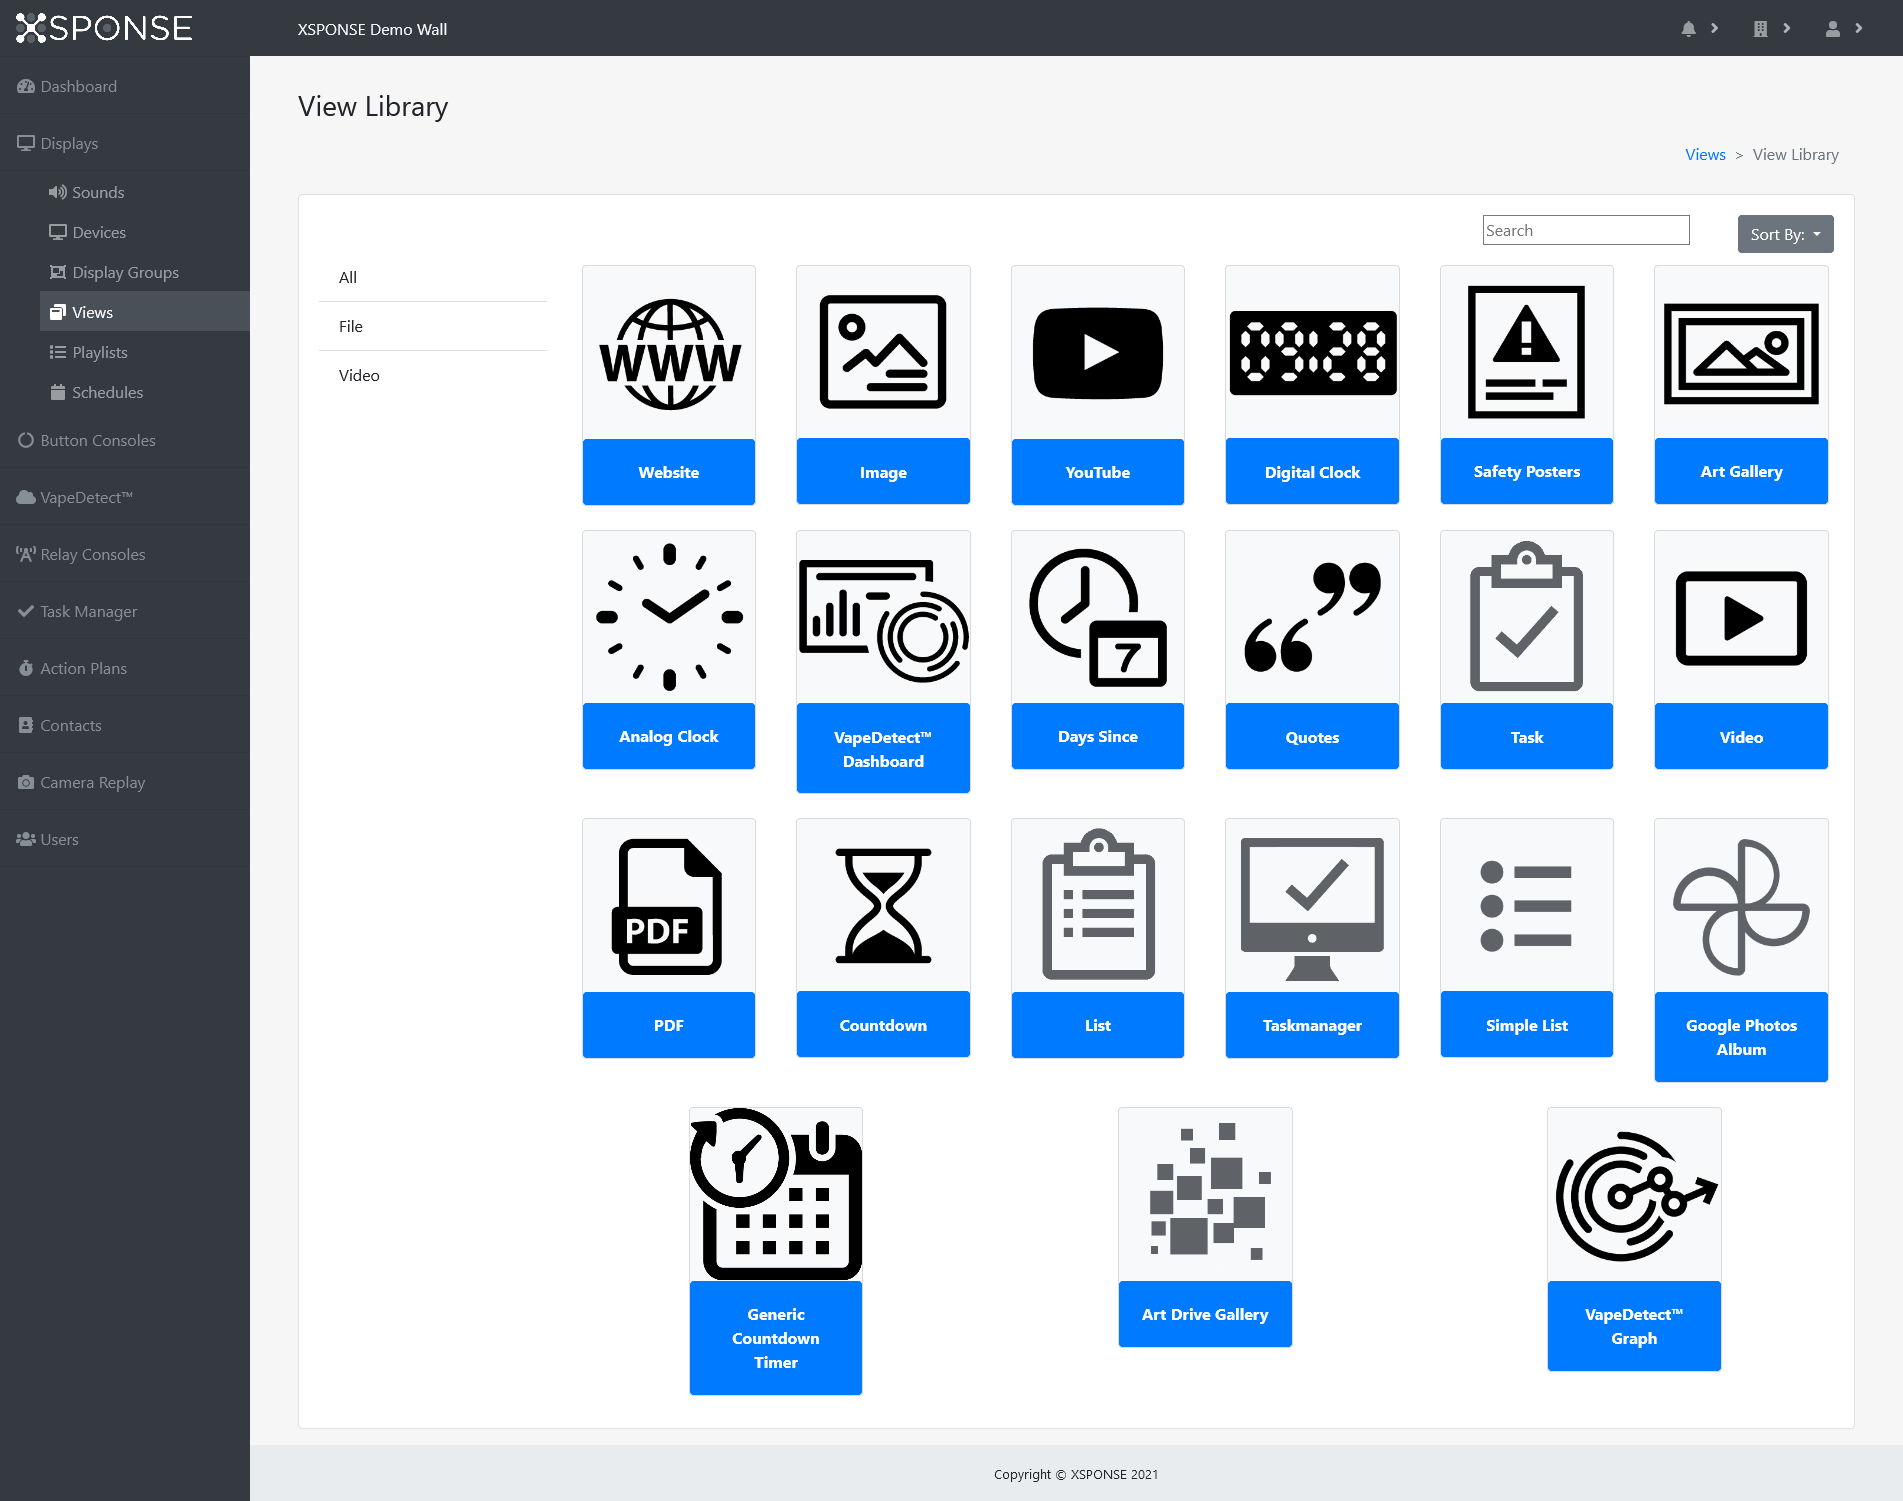 XSPONSE
XSPONSE Demo Wall
Dashboard
Displays
Sounds
Devices
Display Groups
Views
Playlists
Schedules
Button Consoles
VapeDetect™
Relay Consoles
Task Manager
Action Plans
Contacts
Camera Replay
Users
View Library
Views > View Library
Search
Sort By:
All
File
Video
WWW
Website
Image
YouTube
09:28
Digital Clock
Safety Posters
Art Gallery
Analog Clock
VapeDetect™
Dashboard
7
Days Since
Quotes
Task
Video
PDF
PDF
Countdown
List
Taskmanager
Simple List
Google Photos
Album
Generic
Countdown
Timer
Art Drive Gallery
VapeDetect™
Graph
Copyright © XSPONSE 2021